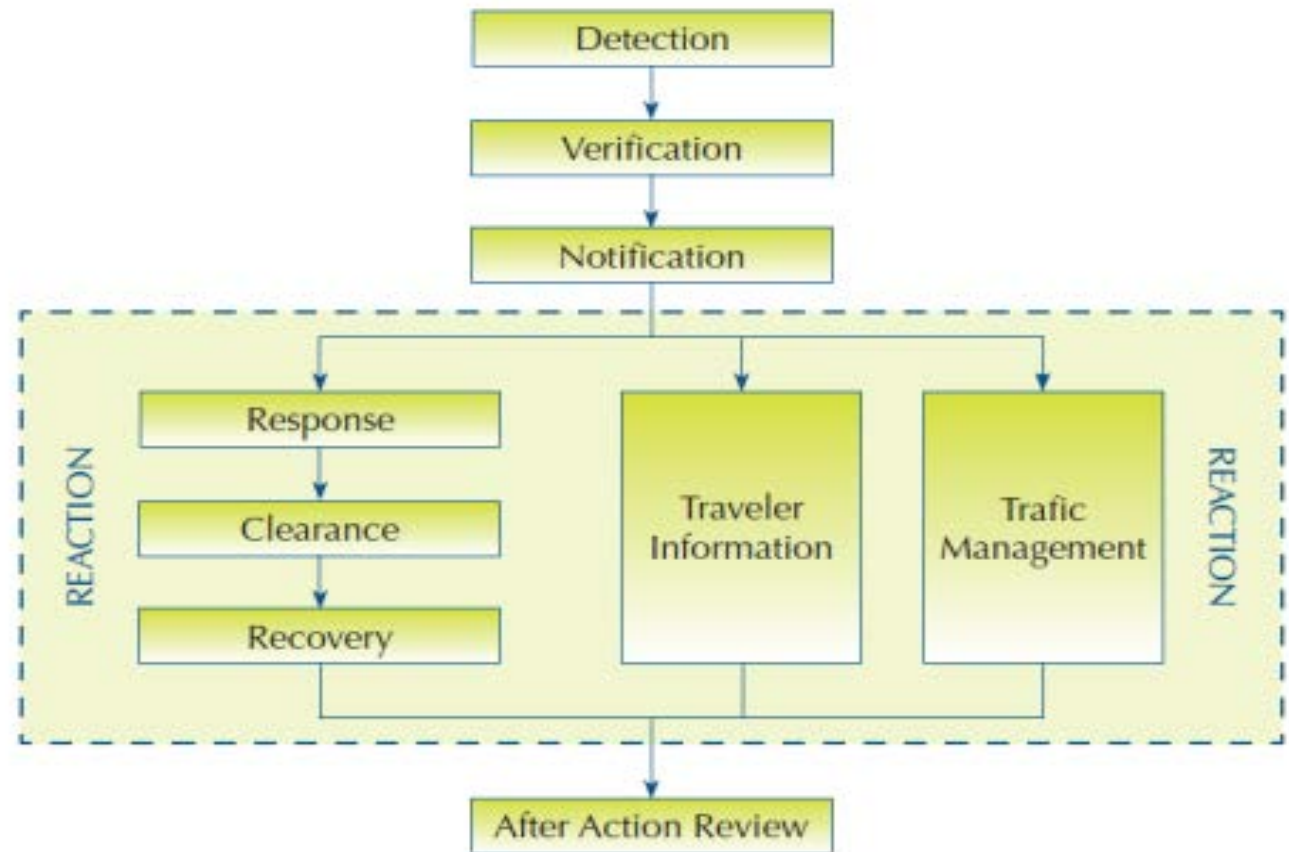 Detection
Verification
Notification
REACTION
Response
Clearance
Recovery
Traveler
Information
Trafic
Management
REACTION
After Action Review